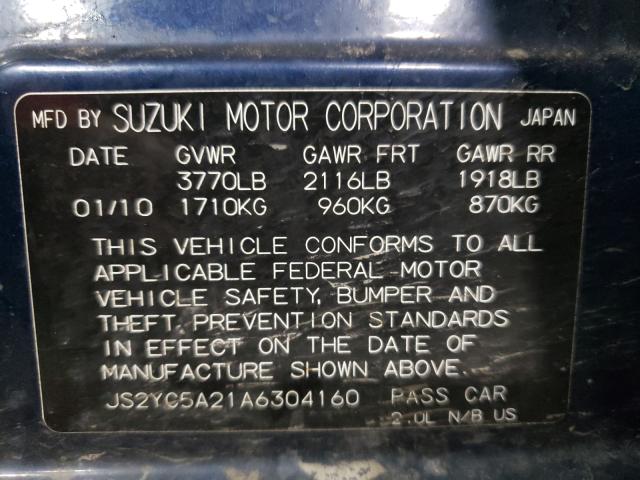 MFD BY SUZUKI MOTOR CORPORATION JAPAN
DATE GVWR GAWR FRT GAWR RR
3770LB 2116LB 1918LB
01/10 1710KG 960KG 870KG
THIS VEHICLE CONFORMS TO ALL
APPLICABLE FEDERAL MOTOR
VEHICLE SAFETY, BUMPER AND
THEFT PREVENTION STANDARDS
IN EFFECT ON THE DATE OF
MANUFACTURE SHOWN ABOVE.
JS2YC5A21A6304160 PASS CAR
2.0L N/B US